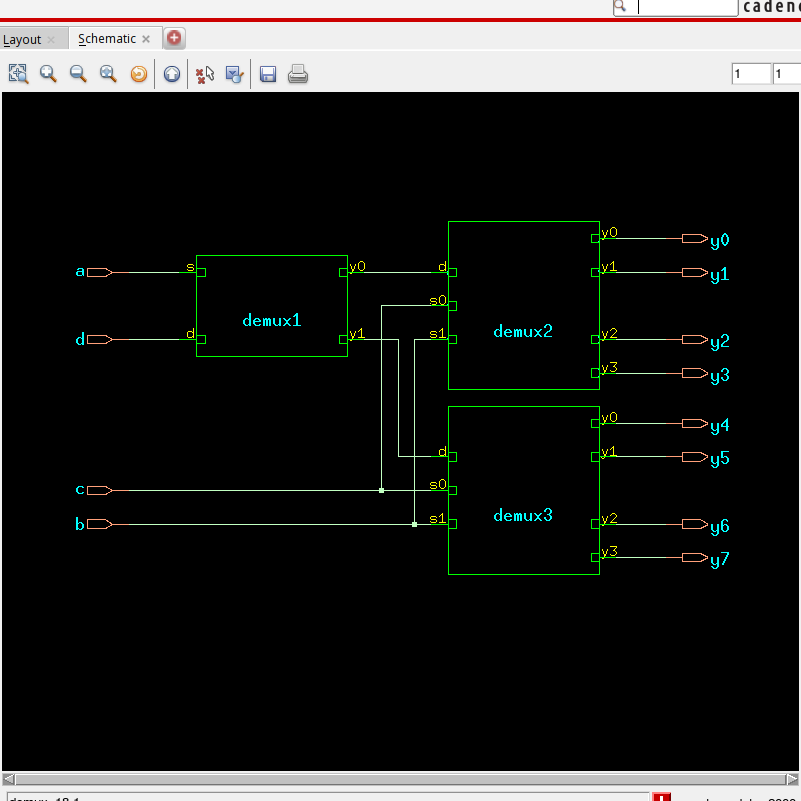 cadenc
Layout
Schematic
1 1
y0
a s y0 d y1 y0
s0 y1
demux1 demux2
d d y1 s1 y2 y2
y3 y3
y0 y4
d y1 y5
c s0
demux3
b s1 y2 y6
y3 y7